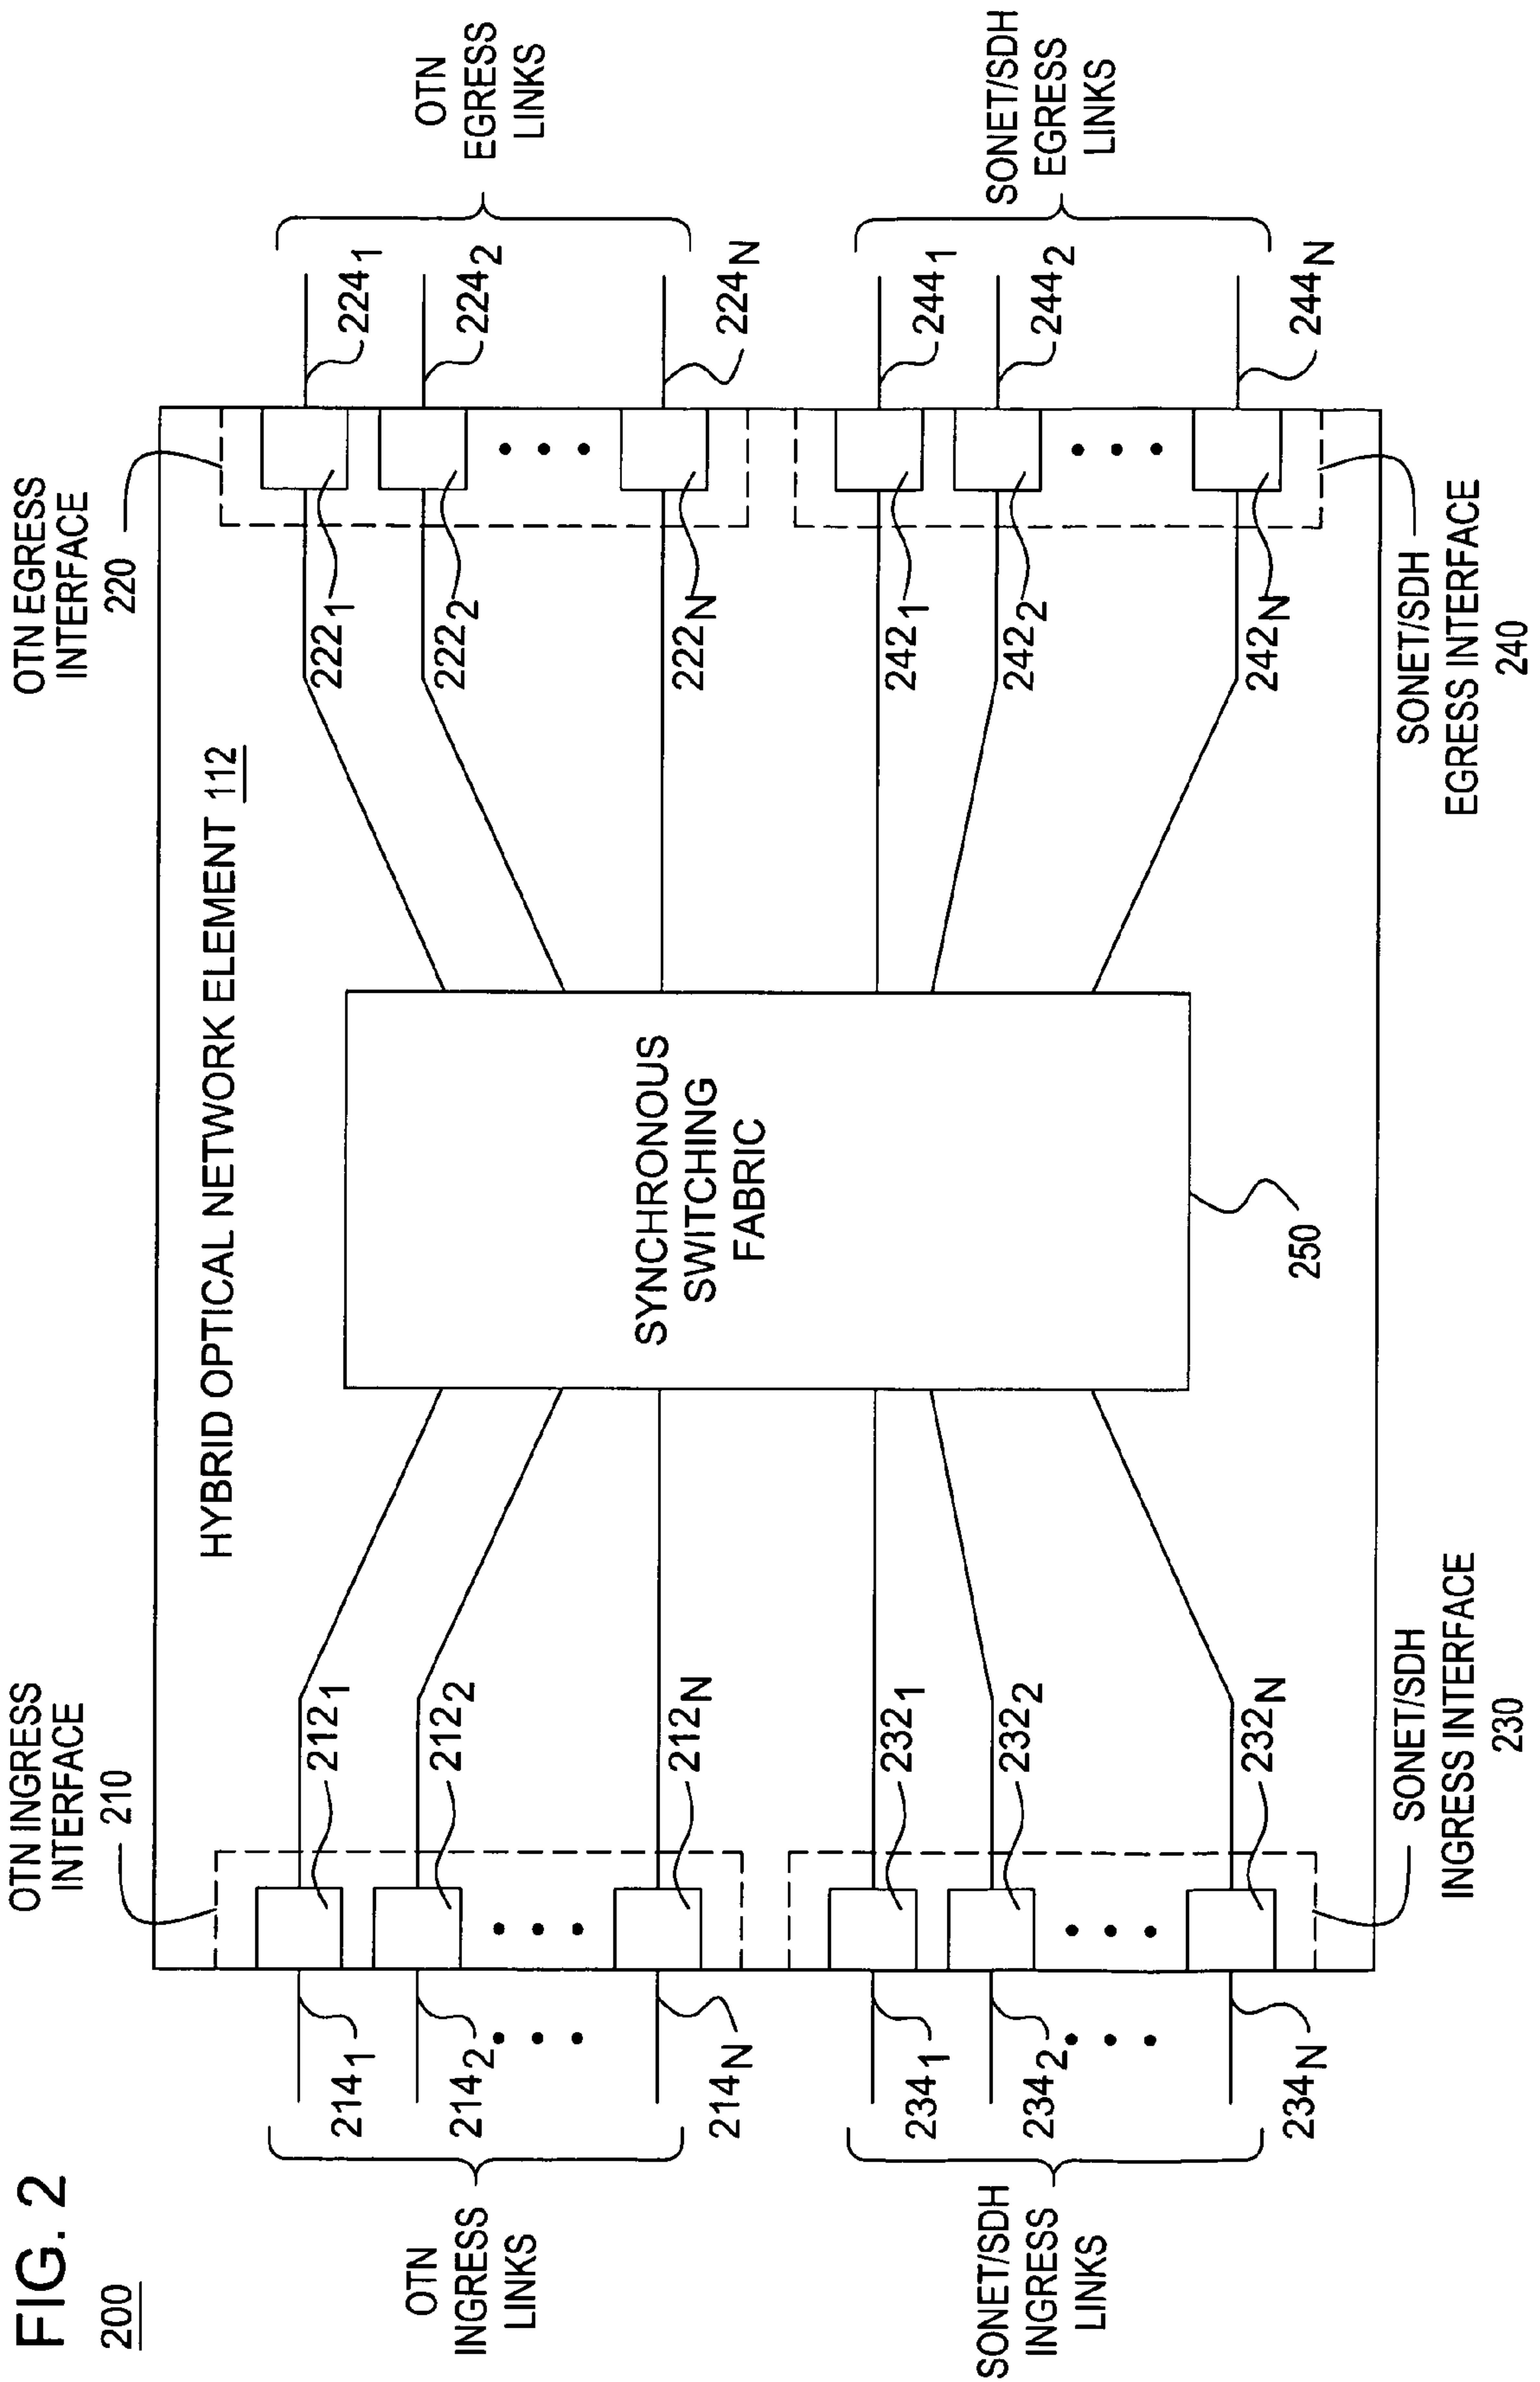 FIG. 2
200
HYBRID OPTICAL NETWORK ELEMENT 112
OTN INGRESS
INTERFACE
210
OTN EGRESS
INTERFACE
220
OTN
INGRESS
LINKS
214₁
214₂
214N
212₁
212₂
212N
SYNCHRONOUS
SWITCHING
FABRIC
250
222₁
222₂
222N
224₁
224₂
224N
OTN
EGRESS
LINKS
SONET/SDH
INGRESS
LINKS
234₁
234₂
234N
232₁
232₂
232N
242₁
242₂
242N
244₁
244₂
244N
SONET/SDH
EGRESS
LINKS
SONET/SDH
INGRESS INTERFACE
230
SONET/SDH
EGRESS INTERFACE
240